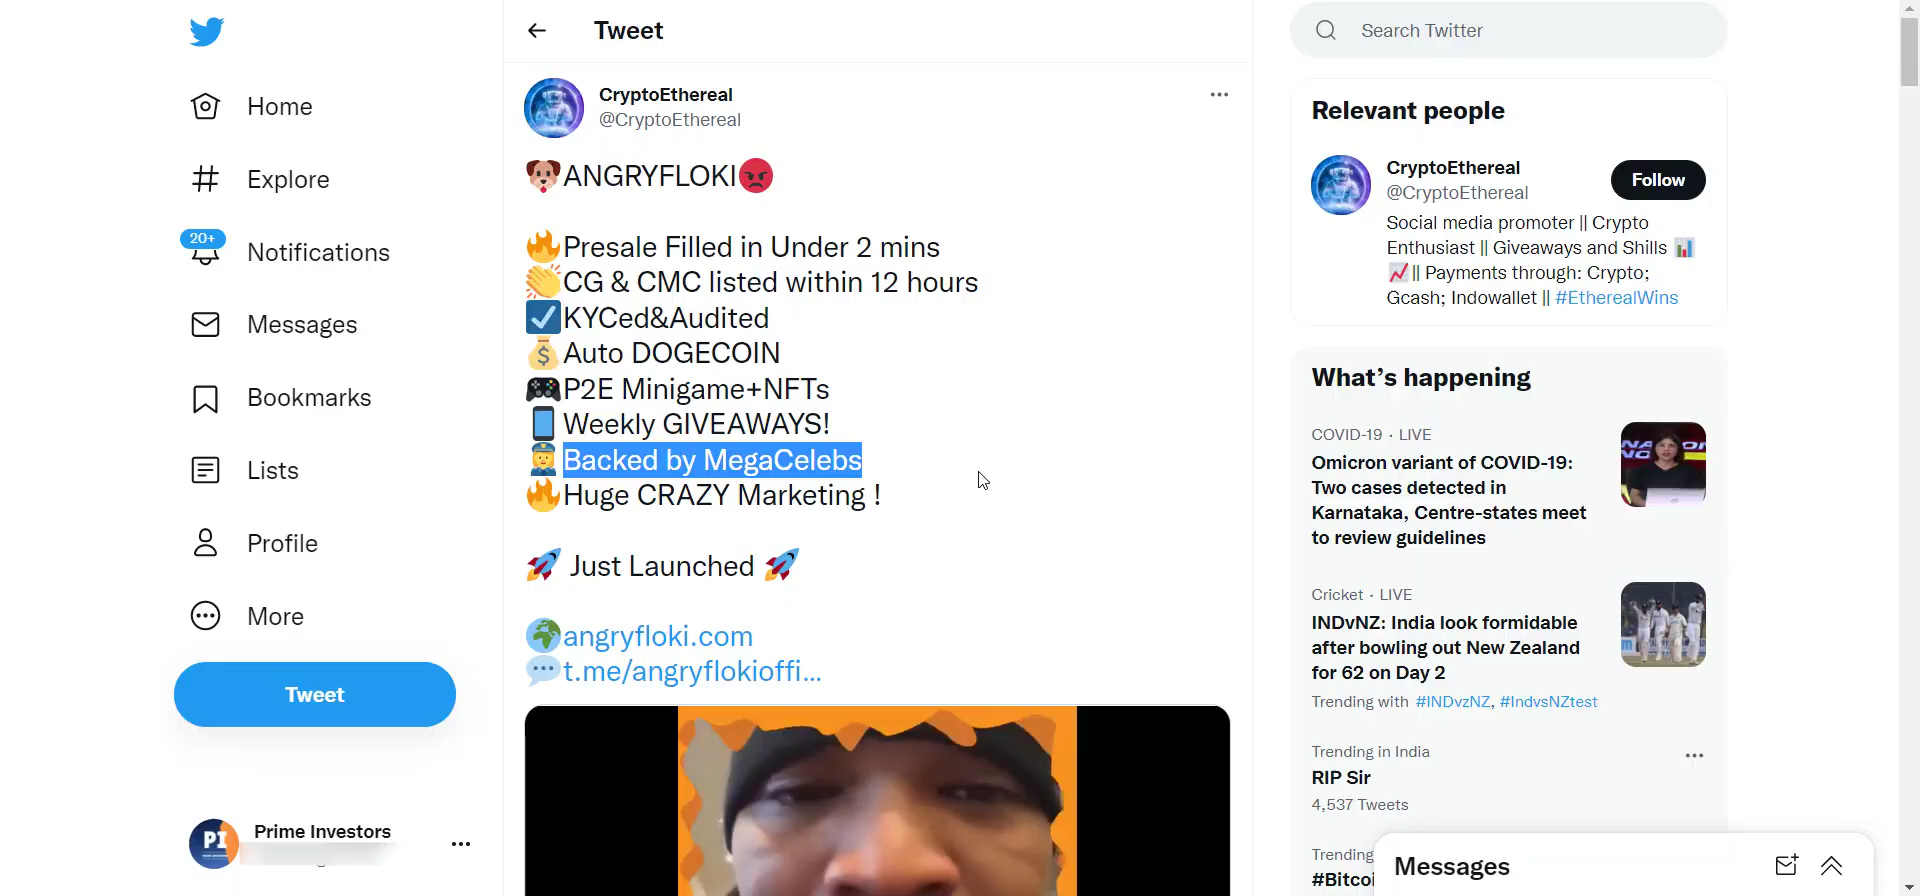 Home
Explore
20+
Notifications
Messages
Bookmarks
Lists
Profile
More
Tweet
PI
Prime Investors
Tweet
CryptoEthereal
@CryptoEthereal
ANGRYFLOKI
Presale Filled in Under 2 mins
CG & CMC listed within 12 hours
KYCed&Audited
Auto DOGECOIN
P2E Minigame+NFTs
Weekly GIVEAWAYS!
Backed by MegaCelebs
Huge CRAZY Marketing !
Just Launched
angryfloki.com
t.me/angryflokioffi...
Search Twitter
Relevant people
CryptoEthereal
@CryptoEthereal
Follow
Social media promoter || Crypto
Enthusiast || Giveaways and Shills
|| Payments through: Crypto;
Gcash; Indowallet || #EtherealWins
What's happening
COVID-19 · LIVE
Omicron variant of COVID-19:
Two cases detected in
Karnataka, Centre-states meet
to review guidelines
Cricket · LIVE
INDvNZ: India look formidable
after bowling out New Zealand
for 62 on Day 2
Trending with #INDvzNZ, #IndvsNZtest
Trending in India
RIP Sir
4,537 Tweets
Trending
Messages